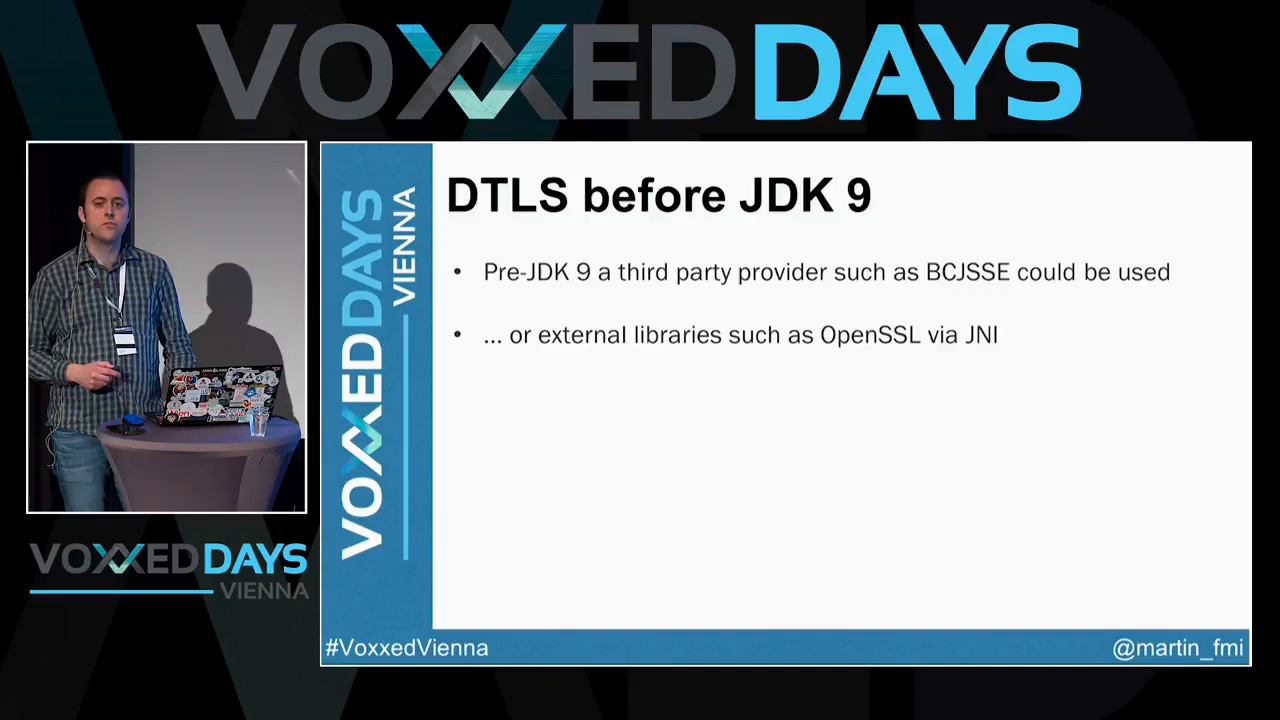 VOXXED DAYS
DTLS before JDK 9
• Pre-JDK 9 a third party provider such as BCJSSE could be used
• ... or external libraries such as OpenSSL via JNI
VOXXED DAYS
VIENNA
#VoxxedVienna
@martin_fmi
VOXXED DAYS
VIENNA